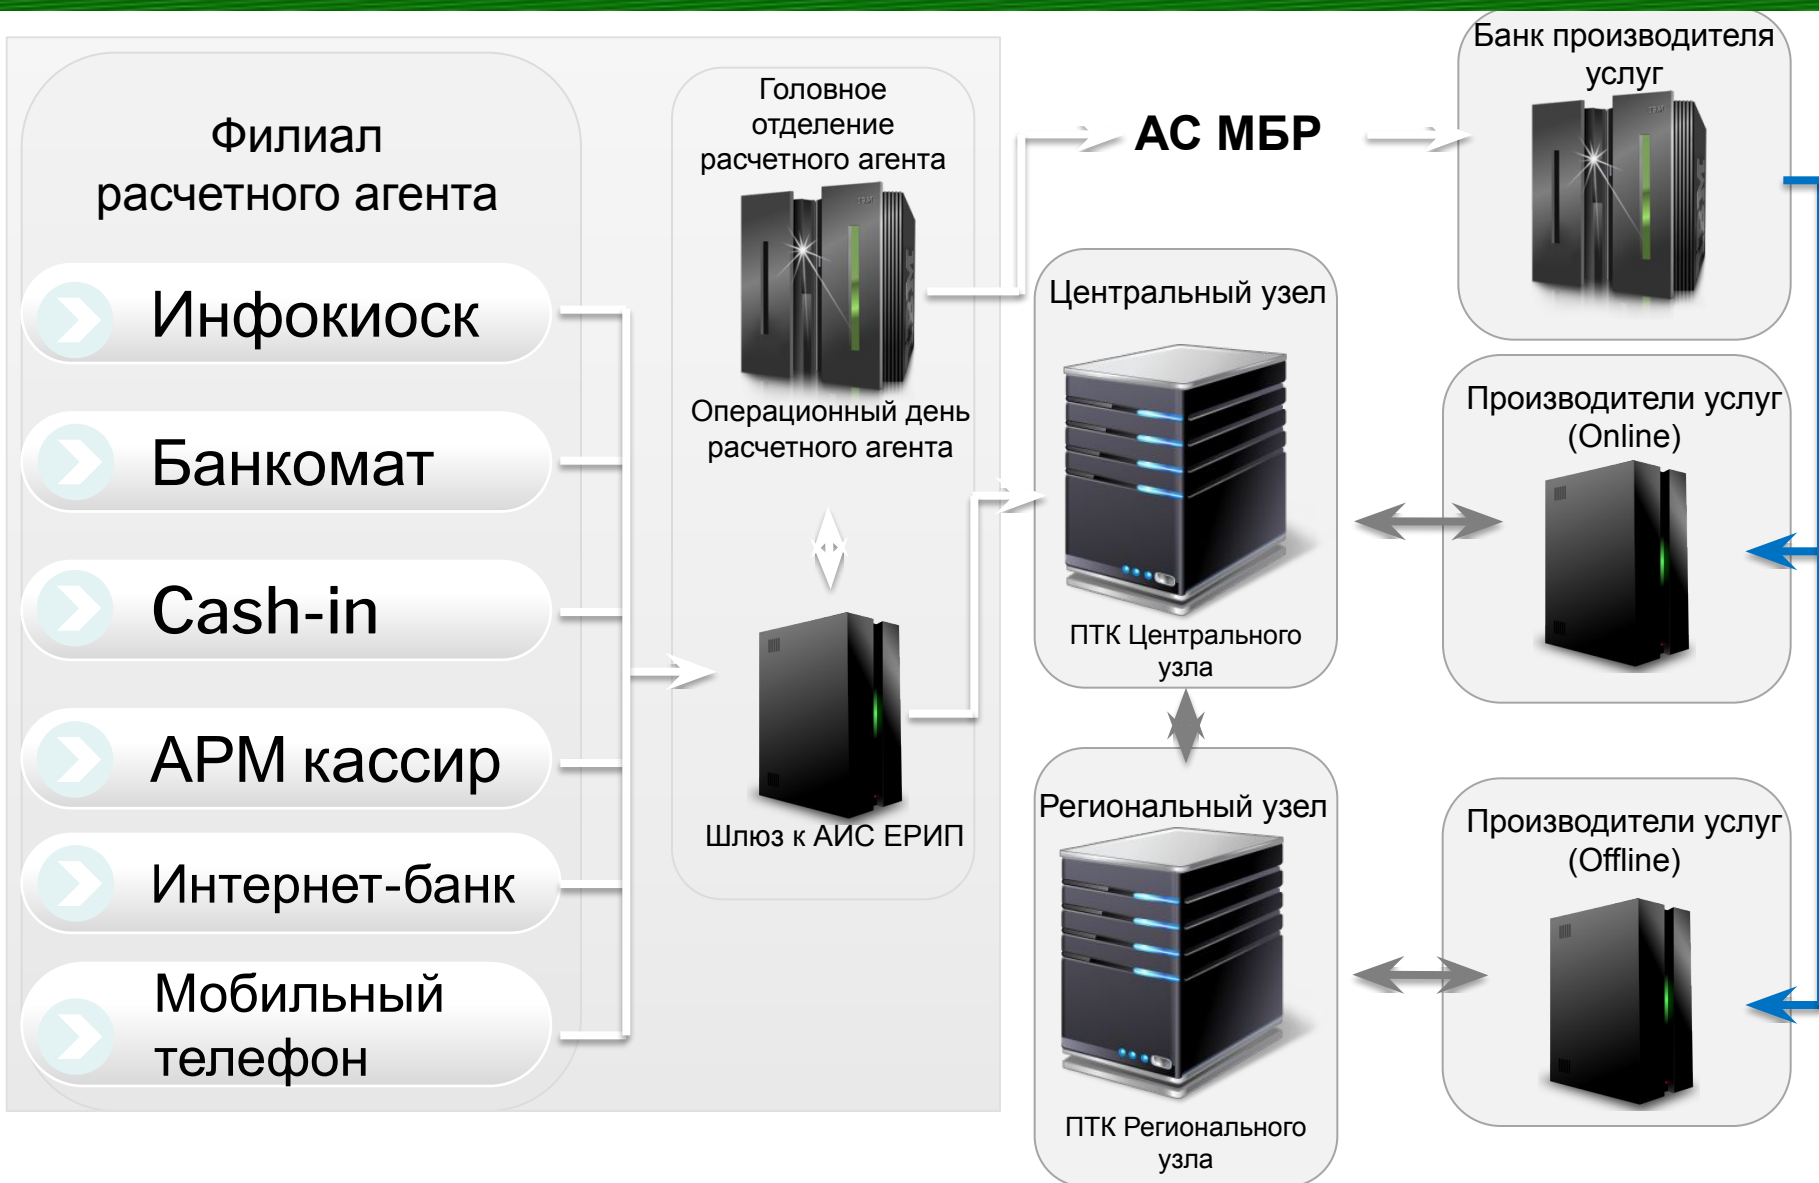 Филиал
расчетного агента
Инфокиоск
Банкомат
Cash-in
АРМ кассир
Интернет-банк
Мобильный
телефон
Головное
отделение
расчетного агента
Операционный день
расчетного агента
Шлюз к АИС ЕРИП
АС МБР
Центральный узел
ПТК Центрального
узла
Региональный узел
ПТК Регионального
узла
Банк производителя
услуг
Производители услуг
(Online)
Производители услуг
(Offline)